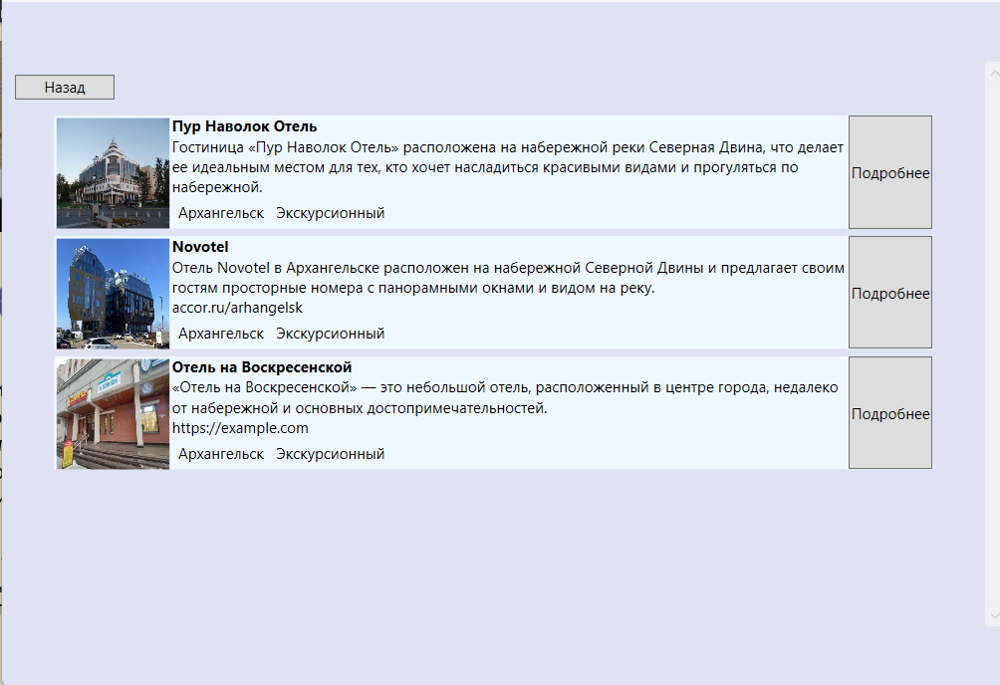 Назад
Пур Наволок Отель
Гостиница «Пур Наволок Отель» расположена на набережной реки Северная Двина, что делает
ее идеальным местом для тех, кто хочет насладиться красивыми видами и прогуляться по
набережной.
Архангельск Экскурсионный
Подробнее
Novotel
Отель Novotel в Архангельске расположен на набережной Северной Двины и предлагает своим
гостям просторные номера с панорамными окнами и видом на реку.
accor.ru/arhangelsk
Архангельск Экскурсионный
Подробнее
Отель на Воскресенской
«Отель на Воскресенской» — это небольшой отель, расположенный в центре города, недалеко
от набережной и основных достопримечательностей.
https://example.com
Архангельск Экскурсионный
Подробнее